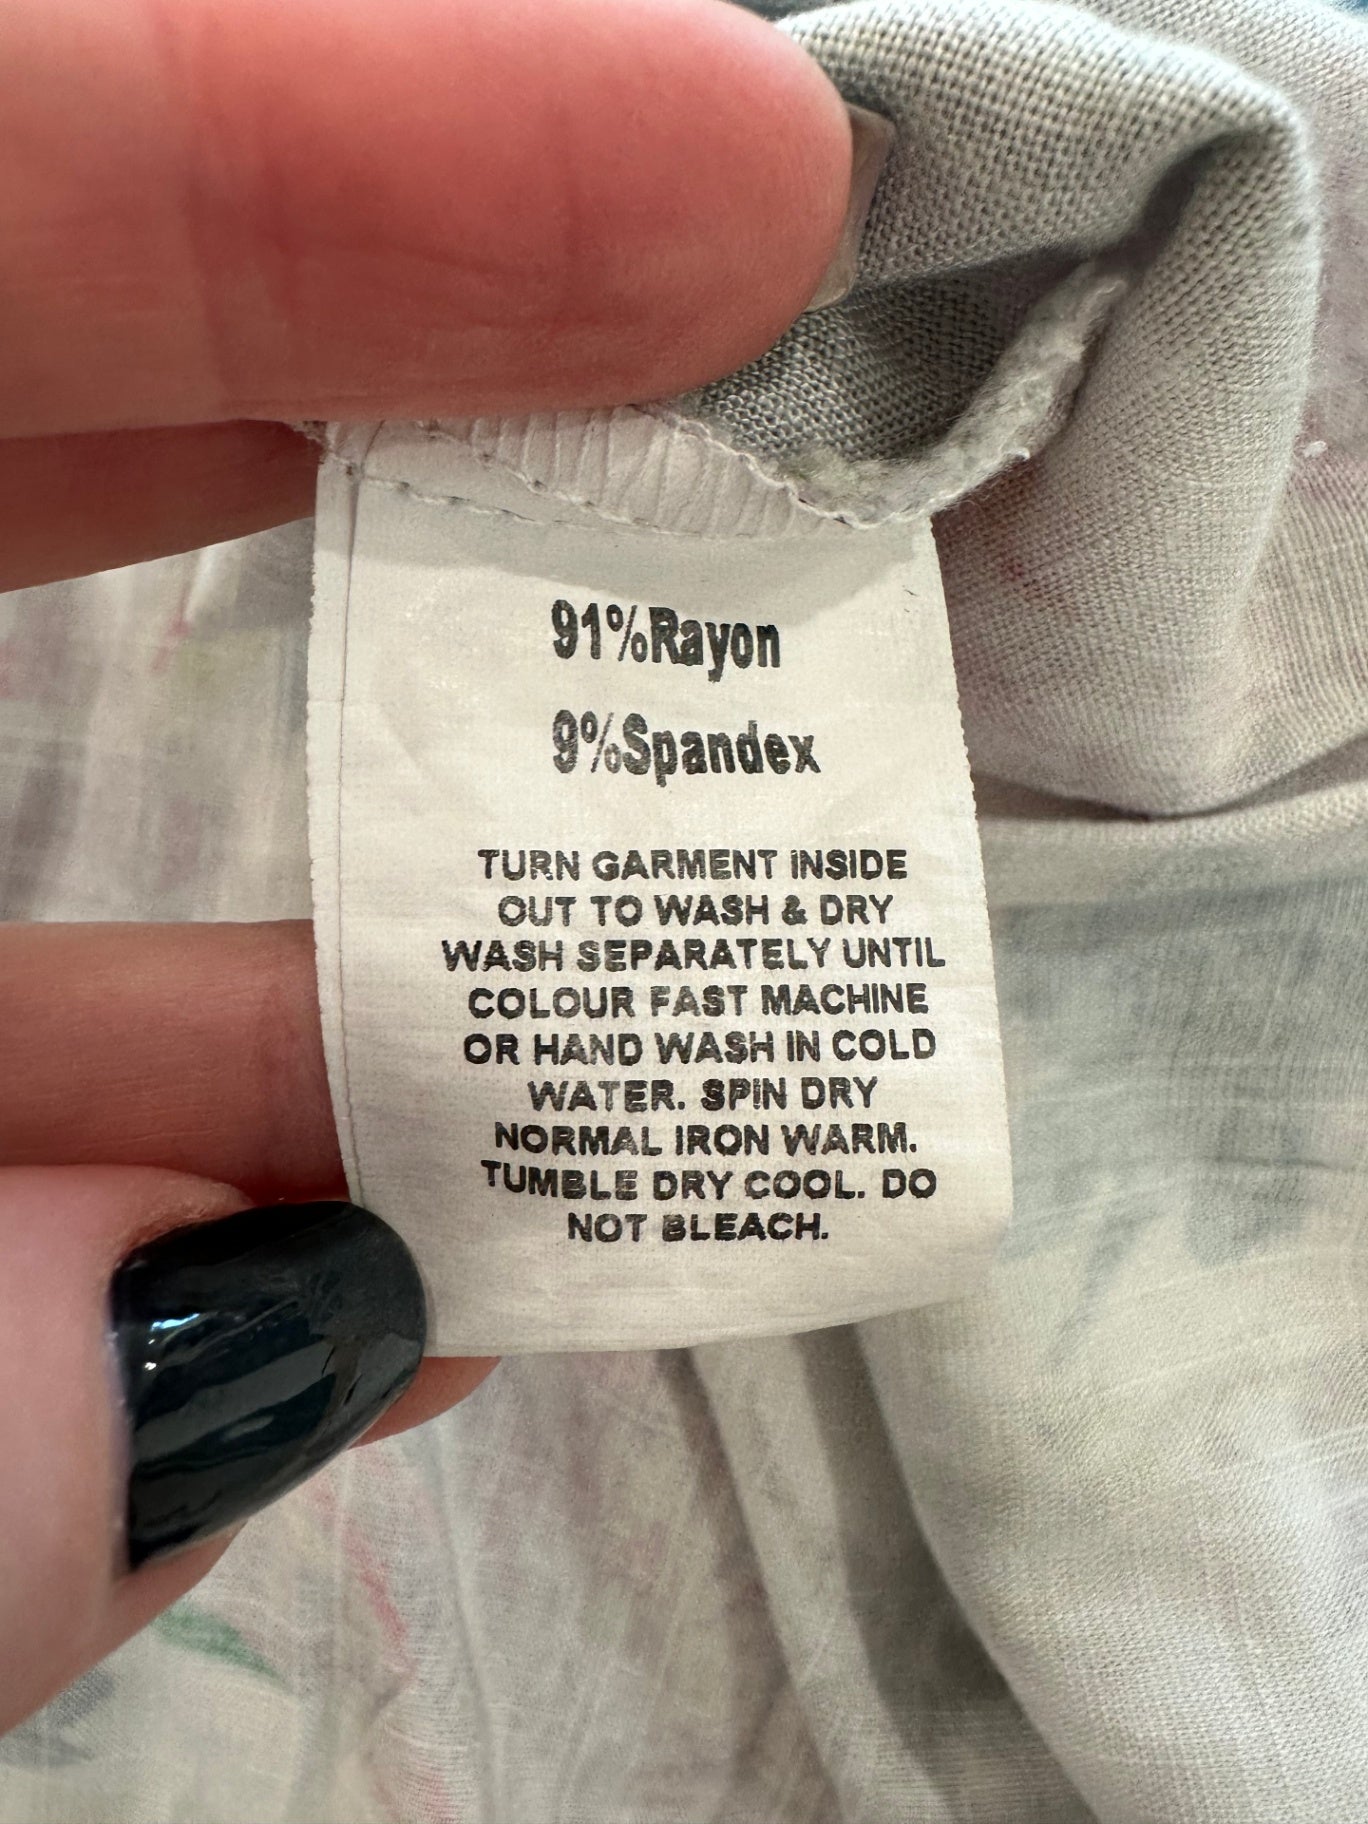 91%Rayon
9%Spandex
TURN GARMENT INSIDE
OUT TO WASH & DRY
WASH SEPARATELY UNTIL
COLOUR FAST MACHINE
OR HAND WASH IN COLD
WATER. SPIN DRY
NORMAL IRON WARM.
TUMBLE DRY COOL. DO
NOT BLEACH.